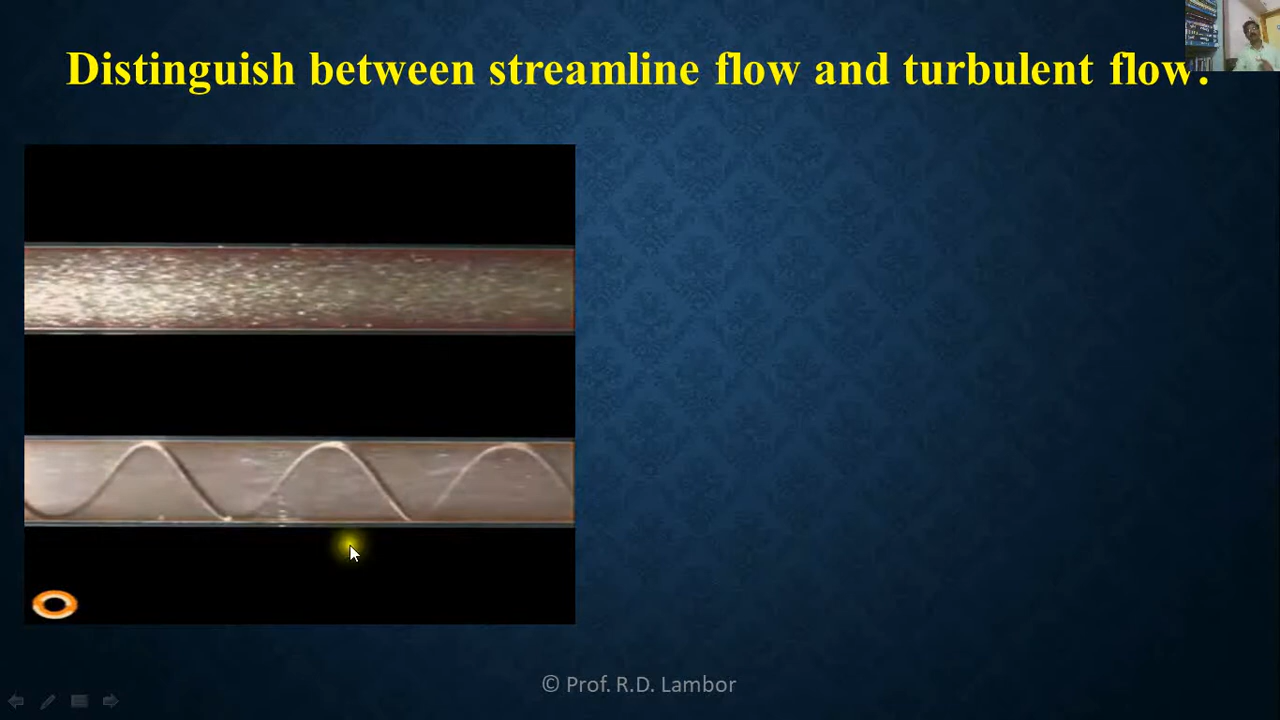 Distinguish between streamline flow and turbulent flow.
© Prof. R.D. Lambor